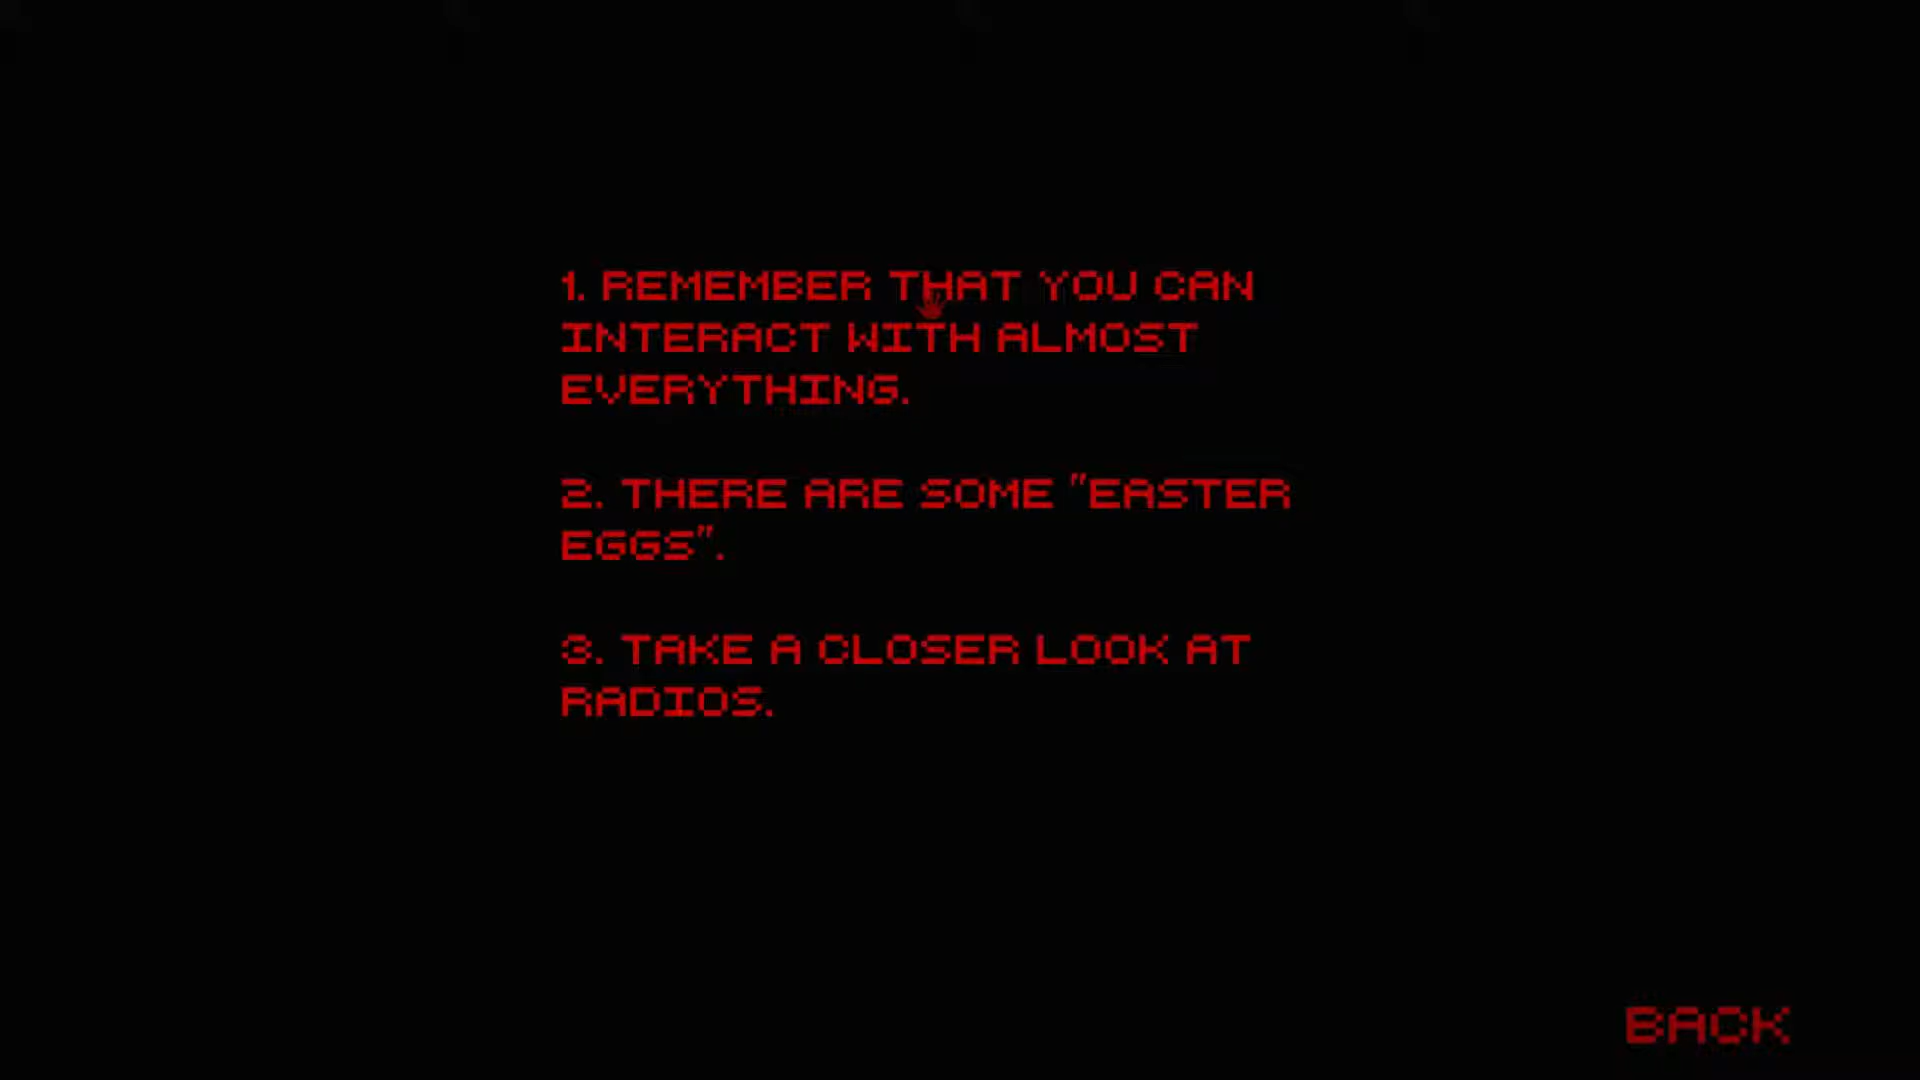 1. REMEMBER THAT YOU CAN
INTERACT WITH ALMOST
EVERYTHING.
2. THERE ARE SOME "EASTER
EGGS".
3. TAKE A CLOSER LOOK AT
RADIOS.
BACK